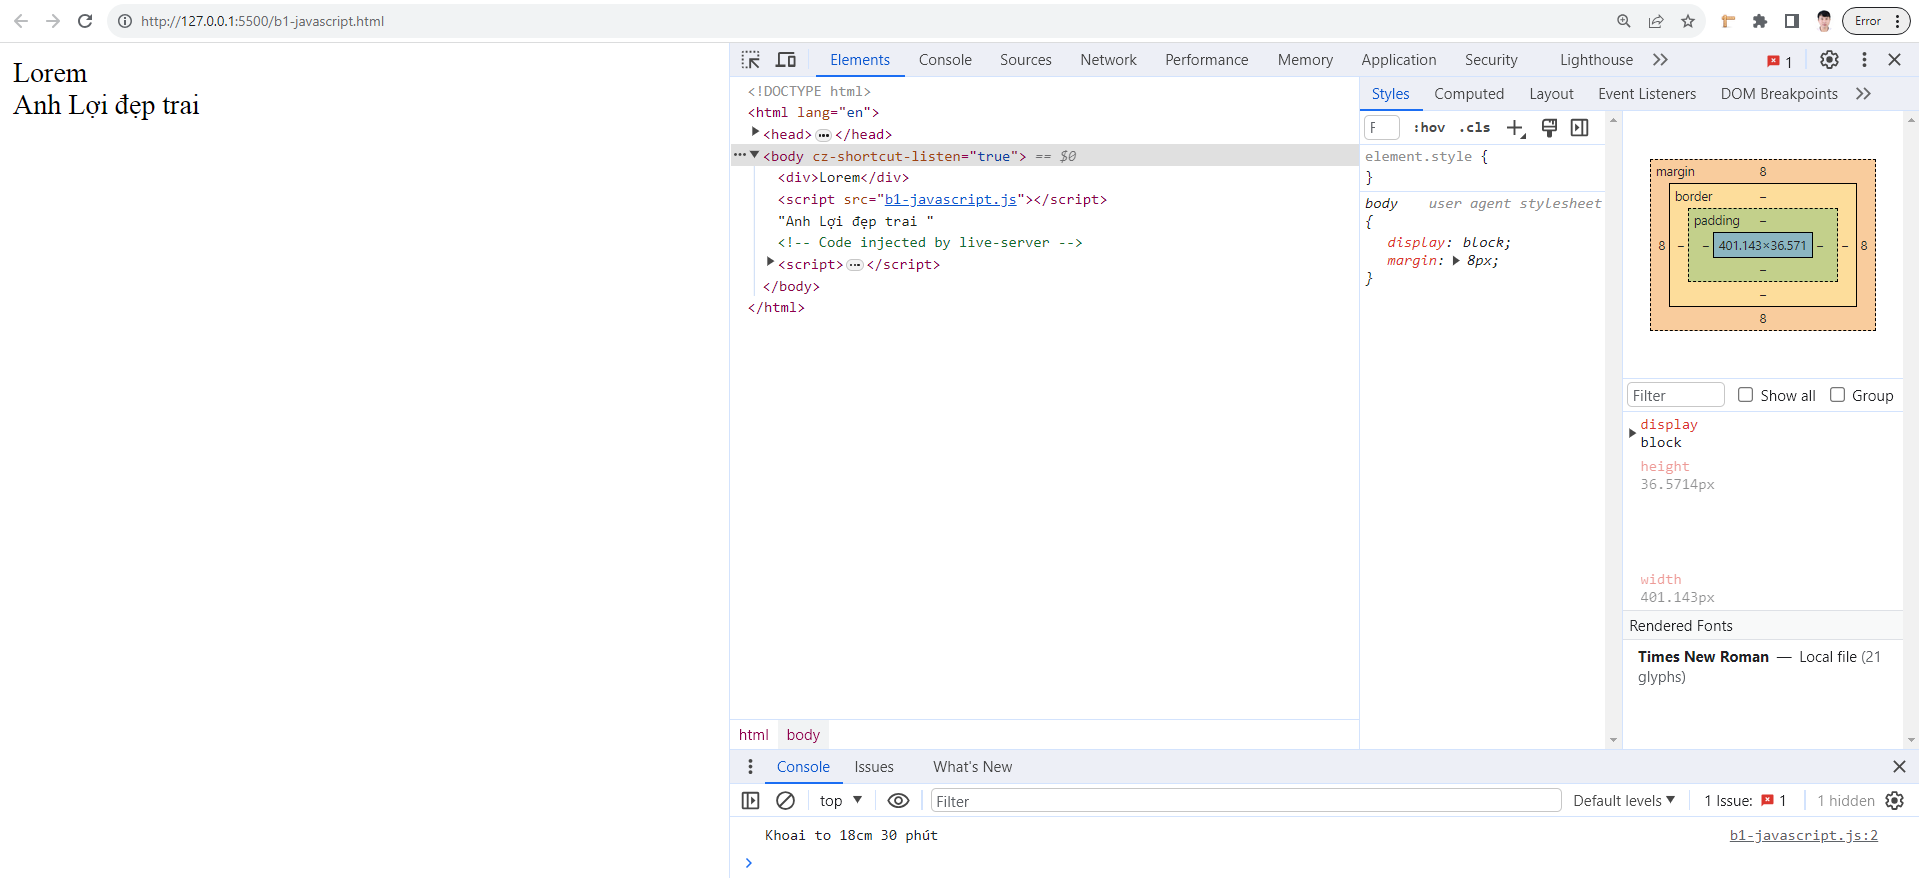 http://127.0.0.1:5500/b1-javascript.html
Error
Lorem
Anh Lợi đẹp trai
Elements Console Sources Network Performance Memory Application Security Lighthouse 1
<!DOCTYPE html>
<html lang="en">
<head>…</head>
<body cz-shortcut-listen="true"> == $0
<div>Lorem</div>
<script src="b1-javascript.js"></script>
"Anh Lợi đẹp trai "
<!-- Code injected by live-server -->
<script>…</script>
</body>
</html>
html body
Styles Computed Layout Event Listeners DOM Breakpoints
F :hov .cls
element.style {
}
body user agent stylesheet
{
display: block;
margin: 8px;
}
margin 8
border –
padding –
8 – – 401.143×36.571 – – 8
–
–
8
Filter Show all Group
display
block
height
36.5714px
width
401.143px
Rendered Fonts
Times New Roman — Local file (21
glyphs)
Console Issues What's New
top Filter Default levels 1 Issue: 1 1 hidden
Khoai to 18cm 30 phút b1-javascript.js:2